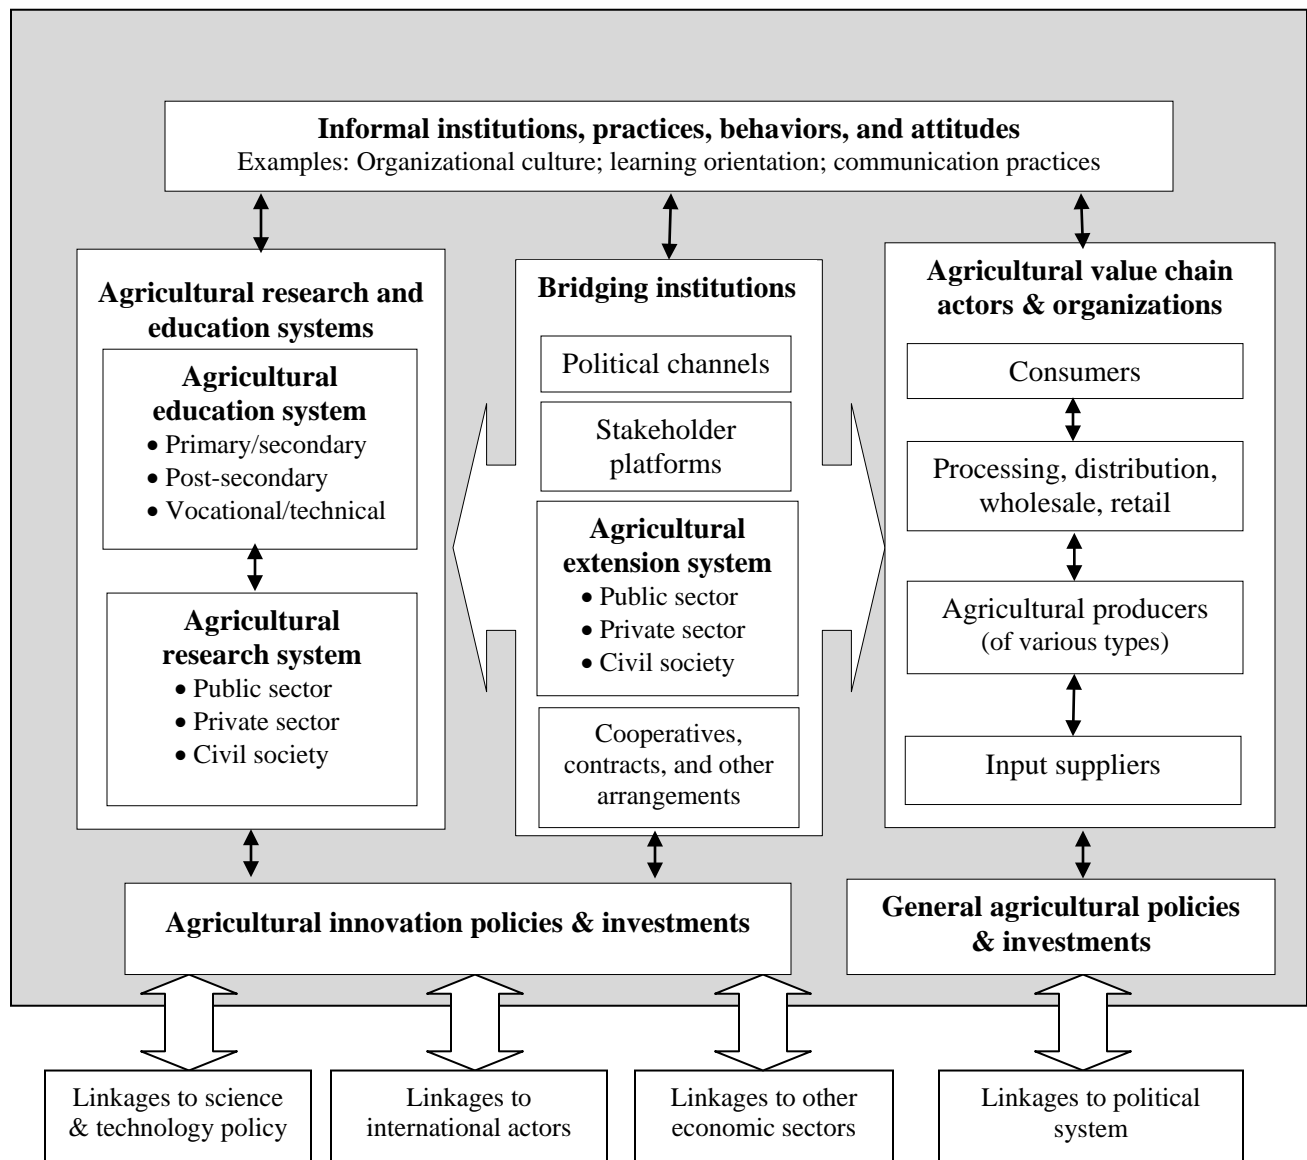 Informal institutions, practices, behaviors, and attitudes
Examples: Organizational culture; learning orientation; communication practices
Agricultural research and
education systems
Agricultural
education system
• Primary/secondary
• Post-secondary
• Vocational/technical
Agricultural
research system
• Public sector
• Private sector
• Civil society
Bridging institutions
Political channels
Stakeholder
platforms
Agricultural
extension system
• Public sector
• Private sector
• Civil society
Cooperatives,
contracts, and other
arrangements
Agricultural value chain
actors & organizations
Consumers
Processing, distribution,
wholesale, retail
Agricultural producers
(of various types)
Input suppliers
Agricultural innovation policies & investments
General agricultural policies
& investments
Linkages to science
& technology policy
Linkages to
international actors
Linkages to other
economic sectors
Linkages to political
system